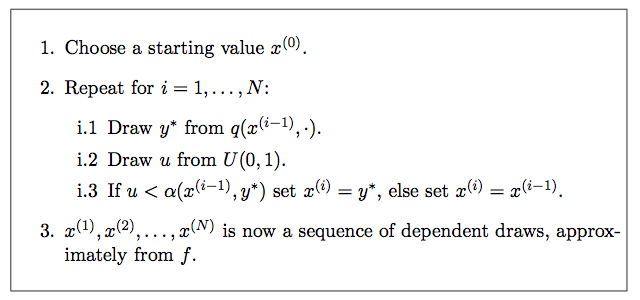 1. Choose a starting value x^(0).
2. Repeat for i = 1, . . . , N:
i.1 Draw y* from q(x^(i−1), ·).
i.2 Draw u from U(0, 1).
i.3 If u < α(x^(i−1), y*) set x^(i) = y*, else set x^(i) = x^(i−1).
3. x^(1), x^(2), . . . , x^(N) is now a sequence of dependent draws, approx-
imately from f.